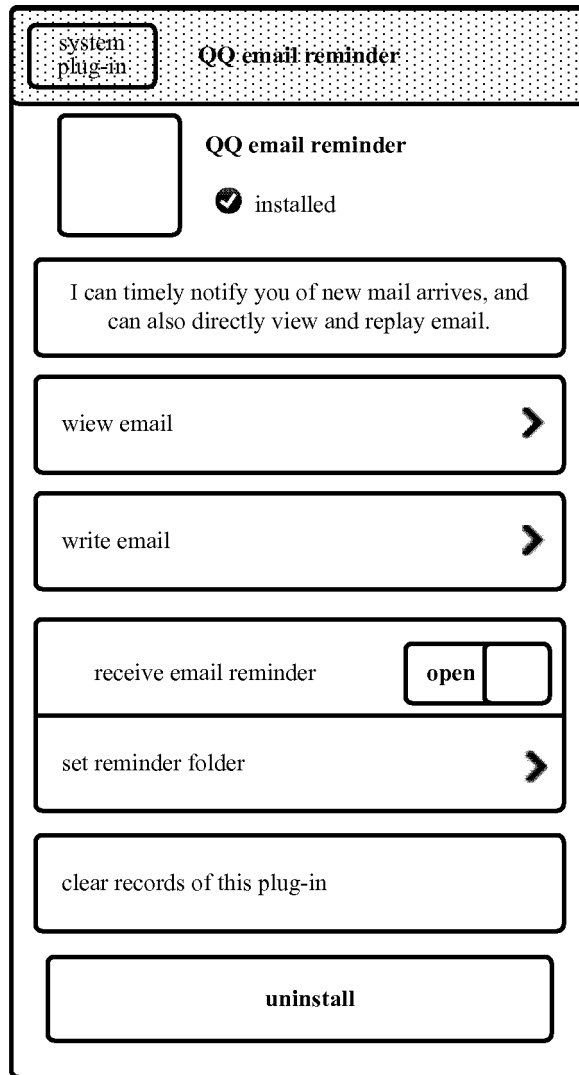 system
plug-in
QQ email reminder
QQ email reminder
installed
I can timely notify you of new mail arrives, and
can also directly view and replay email.
wiew email
write email
receive email reminder
open
set reminder folder
clear records of this plug-in
uninstall